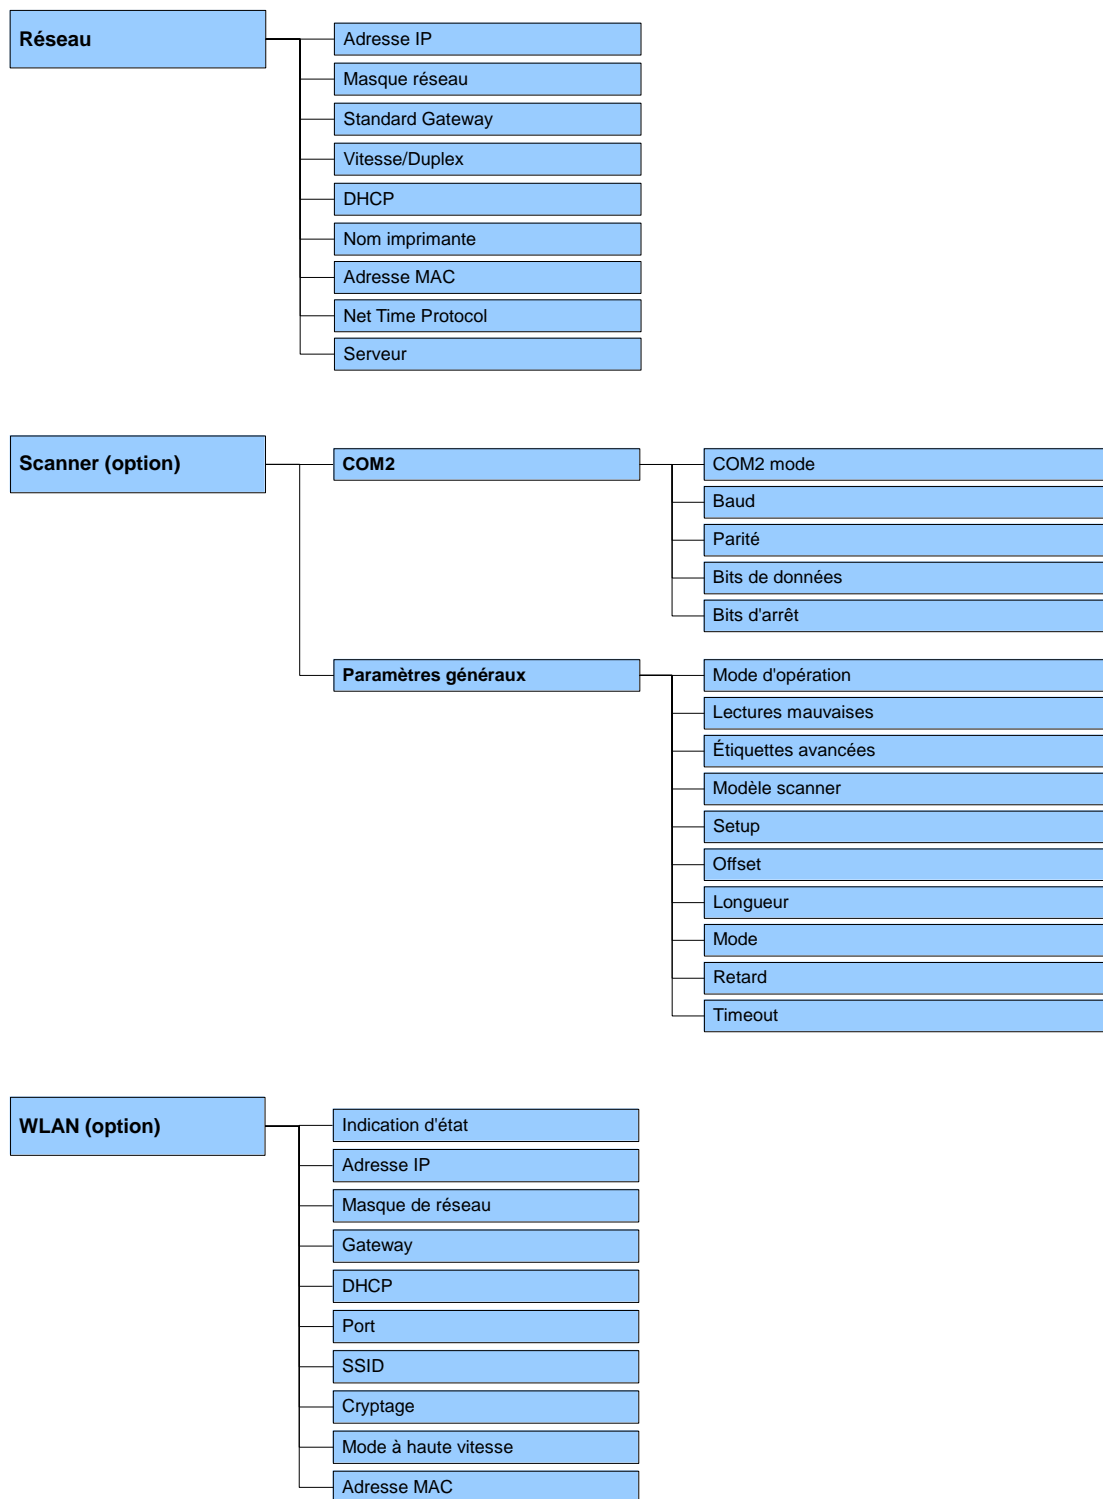 Réseau
Adresse IP
Masque réseau
Standard Gateway
Vitesse/Duplex
DHCP
Nom imprimante
Adresse MAC
Net Time Protocol
Serveur
Scanner (option)
COM2
COM2 mode
Baud
Parité
Bits de données
Bits d'arrêt
Paramètres généraux
Mode d'opération
Lectures mauvaises
Étiquettes avancées
Modèle scanner
Setup
Offset
Longueur
Mode
Retard
Timeout
WLAN (option)
Indication d'état
Adresse IP
Masque de réseau
Gateway
DHCP
Port
SSID
Cryptage
Mode à haute vitesse
Adresse MAC